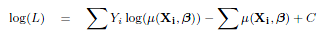 log(L) = ∑ Y_i log(μ(X_i, β)) − ∑ μ(X_i, β) + C